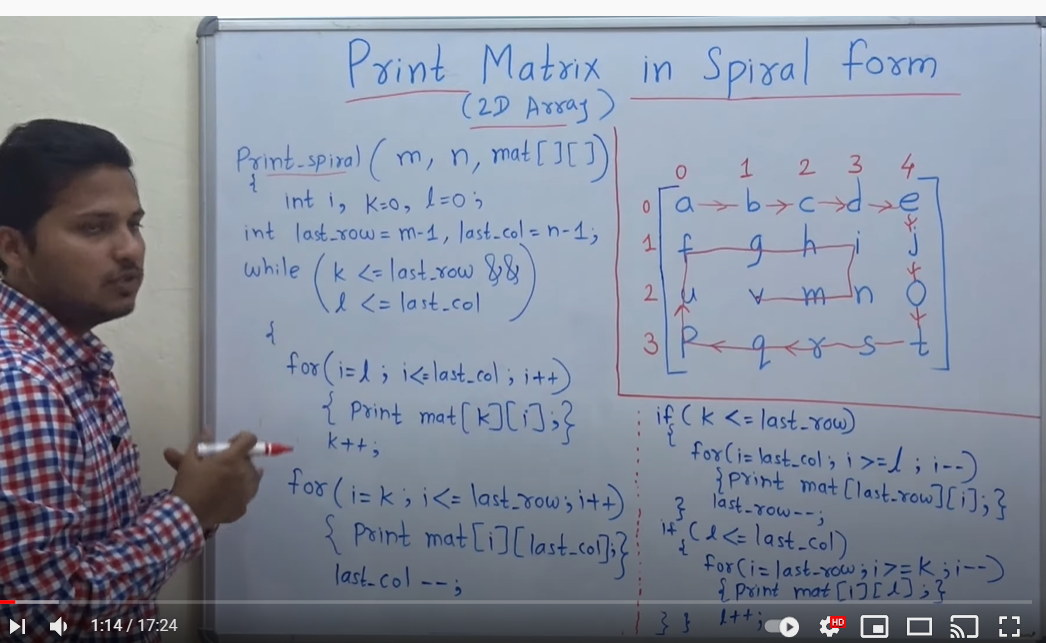 Print Matrix in Spiral form
(2D Array)
Print_spiral (m, n, mat[][])
{
int i, k=0, l=0;
int last_row = m-1, last_col = n-1;
while (k <= last_row &&
l <= last_col)
{
for(i=l; i<=last_col; i++)
{ Print mat[k][i]; }
k++;
for(i=k; i<= last_row; i++)
{ Print mat[i][last_col]; }
last_col --;
0 1 2 3 4
0 a b c d e
1 f g h i j
2 u v m n O
3 P q r s t
if (k <= last_row)
{
for(i=last_col; i>=l; i--)
{ Print mat[last_row][i]; }
} last_row--;
if (l <= last_col)
{
for(i=last_row; i>=k; i--)
{ Print mat[i][l]; }
} } l++;
1:14 / 17:24
HD